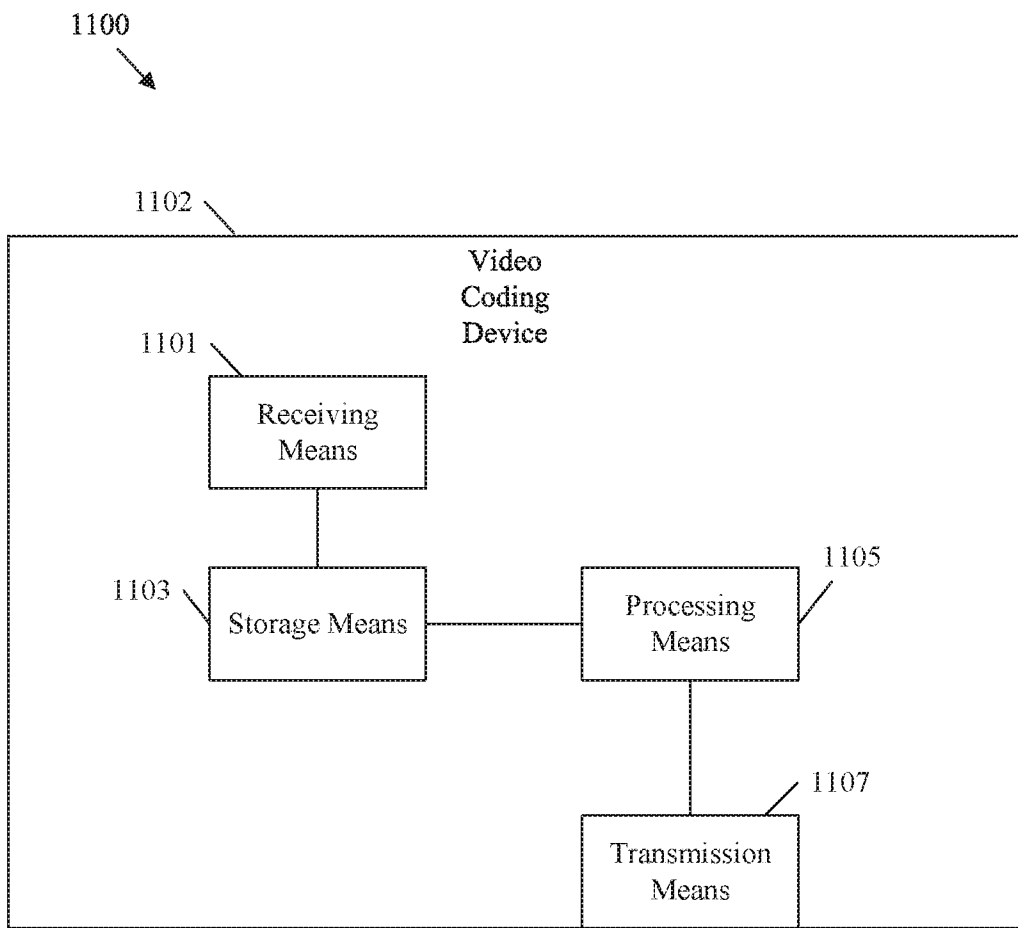 1100
1102
Video
Coding
Device
1101
Receiving
Means
1103
Storage Means
1105
Processing
Means
1107
Transmission
Means